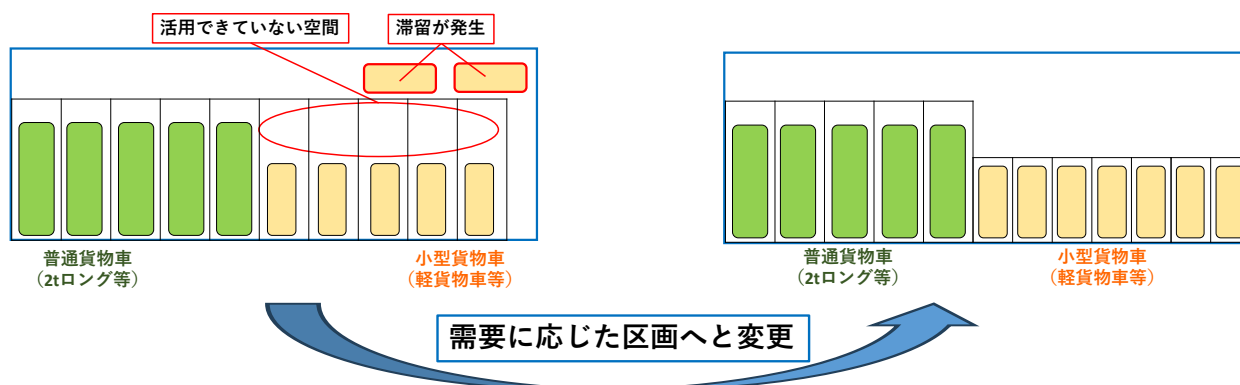 活用できていない空間
滞留が発生
普通貨物車
（2tロング等）
小型貨物車
（軽貨物車等）
普通貨物車
（2tロング等）
小型貨物車
（軽貨物車等）
需要に応じた区画へと変更